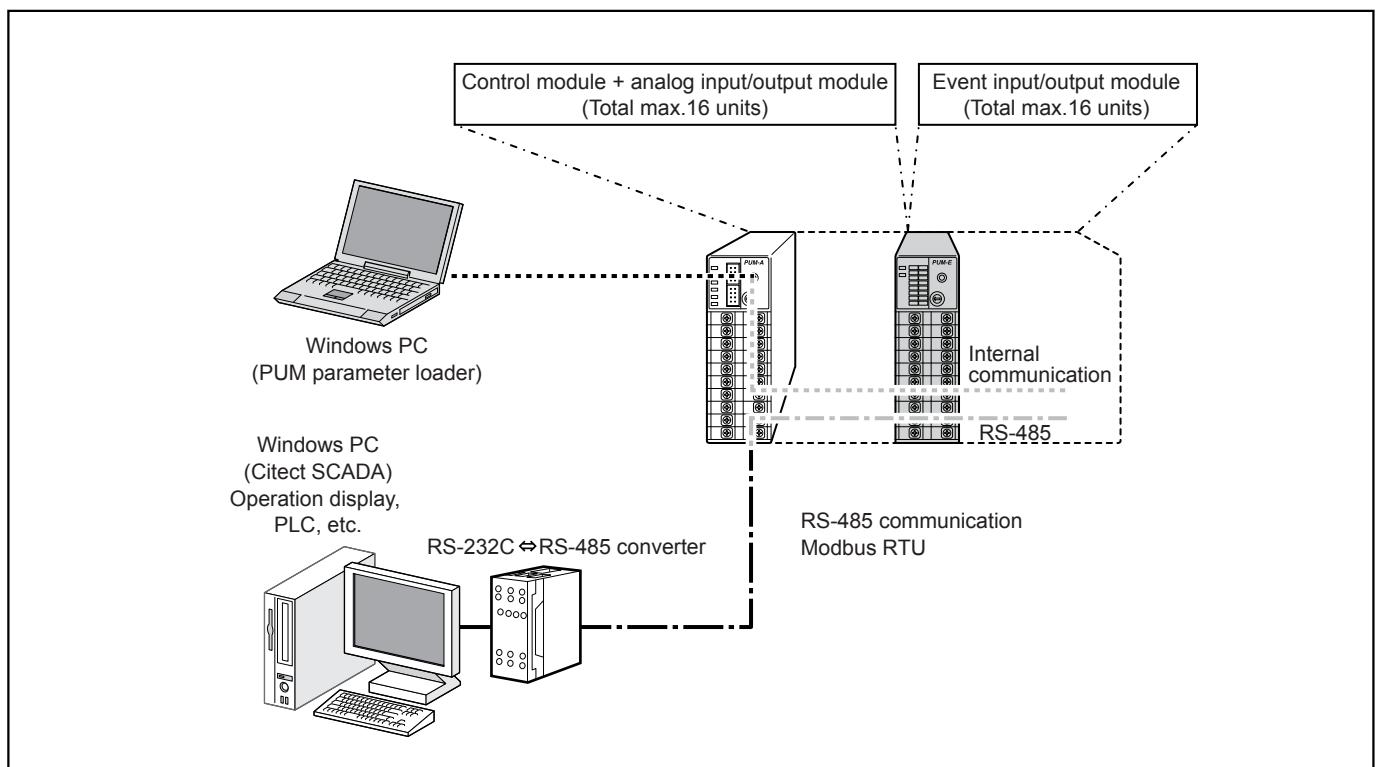 Control module + analog input/output module
(Total max.16 units)
Event input/output module
(Total max.16 units)
PUM-A
PUM-E
Windows PC
(PUM parameter loader)
Internal
communication
RS-485
Windows PC
(Citect SCADA)
Operation display,
PLC, etc.
RS-232C ⇔ RS-485 converter
RS-485 communication
Modbus RTU